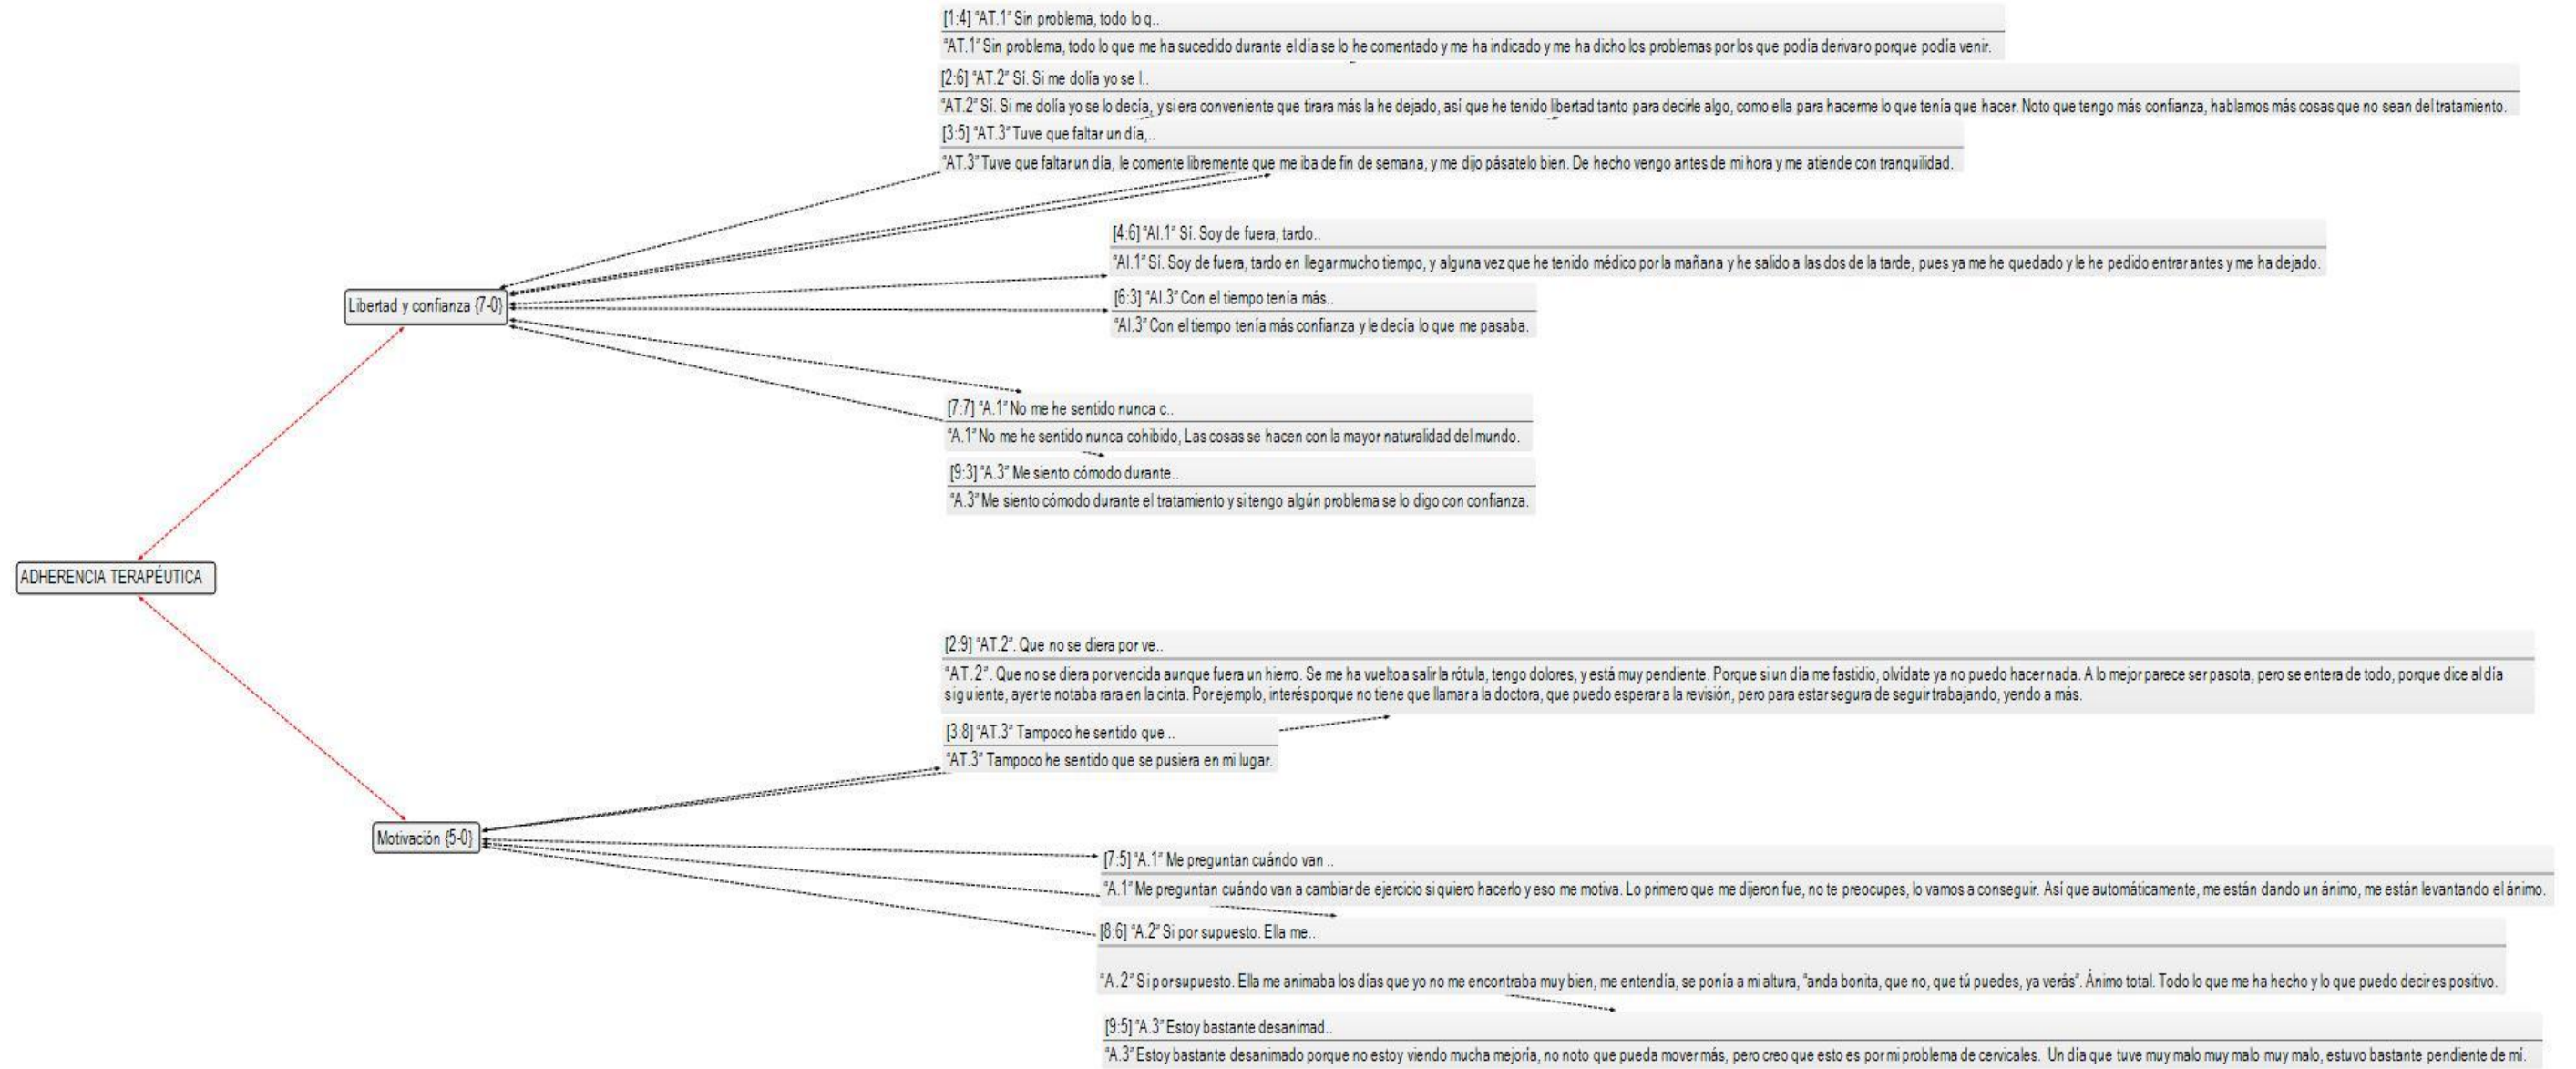 [1:4] "AT.1" Sin problema, todo lo q..
"AT.1" Sin problema, todo lo que me ha sucedido durante el día se lo he comentado y me ha indicado y me ha dicho los problemas por los que podía derivar o porque podía venir.
[2:6] "AT.2" Sí. Si me dolía yo se l..
"AT.2" Sí. Si me dolía yo se lo decía, y si era conveniente que tirara más la he dejado, así que he tenido libertad tanto para decirle algo, como ella para hacerme lo que tenía que hacer. Noto que tengo más confianza, hablamos más cosas que no sean del tratamiento.
[3:5] "AT.3" Tuve que faltar un día,..
"AT.3" Tuve que faltar un día, le comente libremente que me iba de fin de semana, y me dijo pásatelo bien. De hecho vengo antes de mi hora y me atiende con tranquilidad.
[4:6] "AI.1" Sí. Soy de fuera, tardo..
"AI.1" Sí. Soy de fuera, tardo en llegar mucho tiempo, y alguna vez que he tenido médico por la mañana y he salido a las dos de la tarde, pues ya me he quedado y le he pedido entrar antes y me ha dejado.
Libertad y confianza {7-0}
[6:3] "AI.3" Con el tiempo tenía más..
"AI.3" Con el tiempo tenía más confianza y le decía lo que me pasaba.
[7:7] "A.1" No me he sentido nunca c..
"A.1" No me he sentido nunca cohibido, Las cosas se hacen con la mayor naturalidad del mundo.
[9:3] "A.3" Me siento cómodo durante..
"A.3" Me siento cómodo durante el tratamiento y si tengo algún problema se lo digo con confianza.
ADHERENCIA TERAPÉUTICA
[2:9] "AT.2". Que no se diera por ve..
"AT.2". Que no se diera por vencida aunque fuera un hierro. Se me ha vuelto a salir la rótula, tengo dolores, y está muy pendiente. Porque si un día me fastidio, olvídate ya no puedo hacer nada. A lo mejor parece ser pasota, pero se entera de todo, porque dice al día
siguiente, ayer te notaba rara en la cinta. Por ejemplo, interés porque no tiene que llamar a la doctora, que puedo esperar a la revisión, pero para estar segura de seguir trabajando, yendo a más.
[3:8] "AT.3" Tampoco he sentido que ..
"AT.3" Tampoco he sentido que se pusiera en mi lugar.
Motivación {5-0}
[7:5] "A.1" Me preguntan cuándo van ..
"A.1" Me preguntan cuándo van a cambiar de ejercicio si quiero hacerlo y eso me motiva. Lo primero que me dijeron fue, no te preocupes, lo vamos a conseguir. Así que automáticamente, me están dando un ánimo, me están levantando el ánimo.
[8:6] "A.2" Si por supuesto. Ella me..
"A.2" Si por supuesto. Ella me animaba los días que yo no me encontraba muy bien, me entendía, se ponía a mi altura, "anda bonita, que no, que tú puedes, ya verás". Ánimo total. Todo lo que me ha hecho y lo que puedo decir es positivo.
[9:5] "A.3" Estoy bastante desanimad..
"A.3" Estoy bastante desanimado porque no estoy viendo mucha mejoría, no noto que pueda mover más, pero creo que esto es por mi problema de cervicales. Un día que tuve muy malo muy malo muy malo, estuvo bastante pendiente de mí.